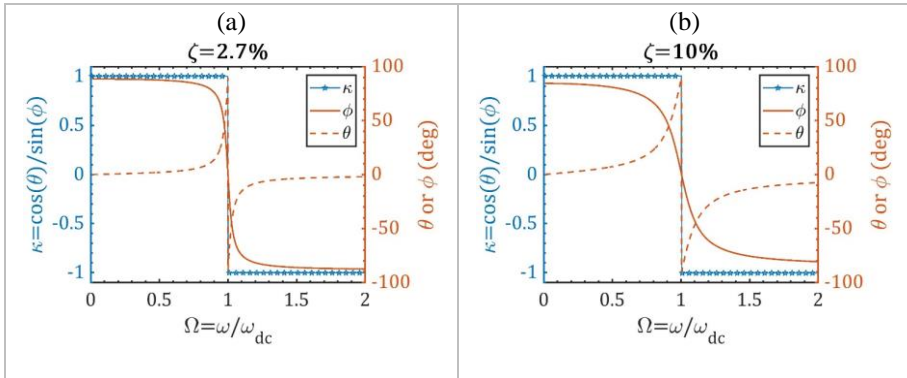 (a)
ζ=2.7%
κ=cos(θ)/sin(ϕ)
1
0.5
0
-0.5
-1
100
50
0
-50
-100
θ or ϕ (deg)
κ
ϕ
θ
0 0.5 1 1.5 2
Ω=ω/ω_dc
(b)
ζ=10%
κ=cos(θ)/sin(ϕ)
1
0.5
0
-0.5
-1
100
50
0
-50
-100
θ or ϕ (deg)
κ
ϕ
θ
0 0.5 1 1.5 2
Ω=ω/ω_dc